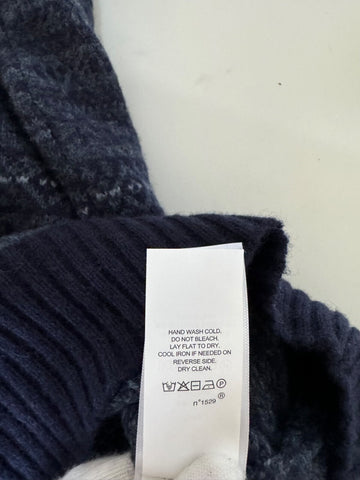 HAND WASH COLD.
DO NOT BLEACH.
LAY FLAT TO DRY.
COOL IRON IF NEEDED ON
REVERSE SIDE.
DRY CLEAN.
P
®
n°1529